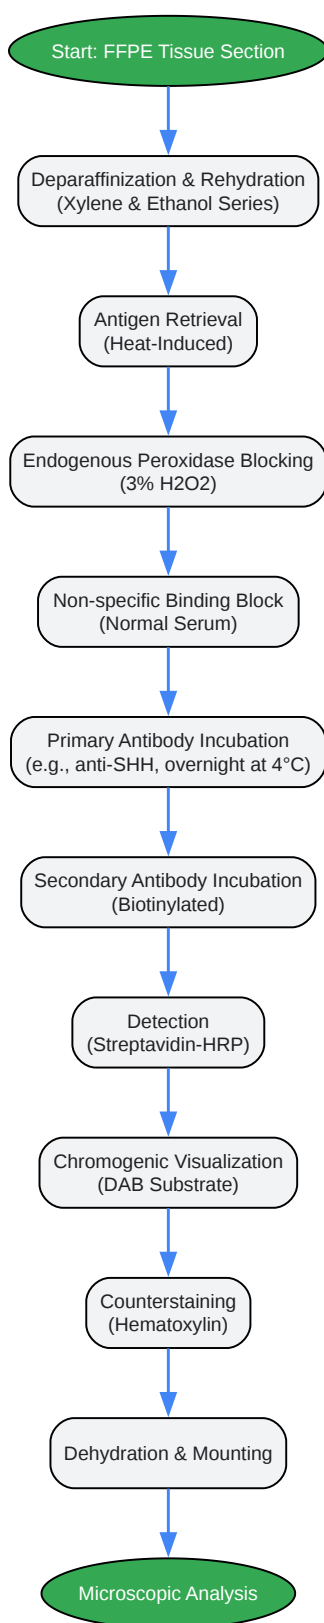 Start: FFPE Tissue Section
Deparaffinization & Rehydration
(Xylene & Ethanol Series)
Antigen Retrieval
(Heat-Induced)
Endogenous Peroxidase Blocking
(3% H2O2)
Non-specific Binding Block
(Normal Serum)
Primary Antibody Incubation
(e.g., anti-SHH, overnight at 4°C)
Secondary Antibody Incubation
(Biotinylated)
Detection
(Streptavidin-HRP)
Chromogenic Visualization
(DAB Substrate)
Counterstaining
(Hematoxylin)
Dehydration & Mounting
Microscopic Analysis